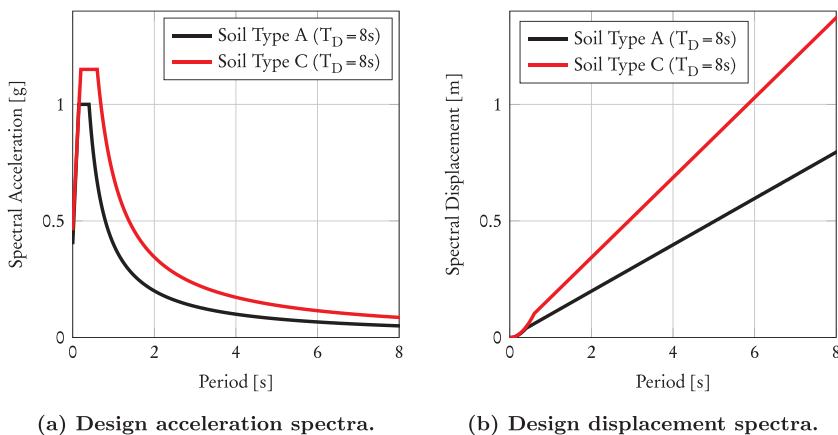 Spectral Acceleration [g]
1
0.5
0
0 2 4 6 8
Period [s]
Soil Type A (T_D=8s)
Soil Type C (T_D=8s)
(a) Design acceleration spectra.
Spectral Displacement [m]
1
0.5
0
0 2 4 6 8
Period [s]
Soil Type A (T_D=8s)
Soil Type C (T_D=8s)
(b) Design displacement spectra.